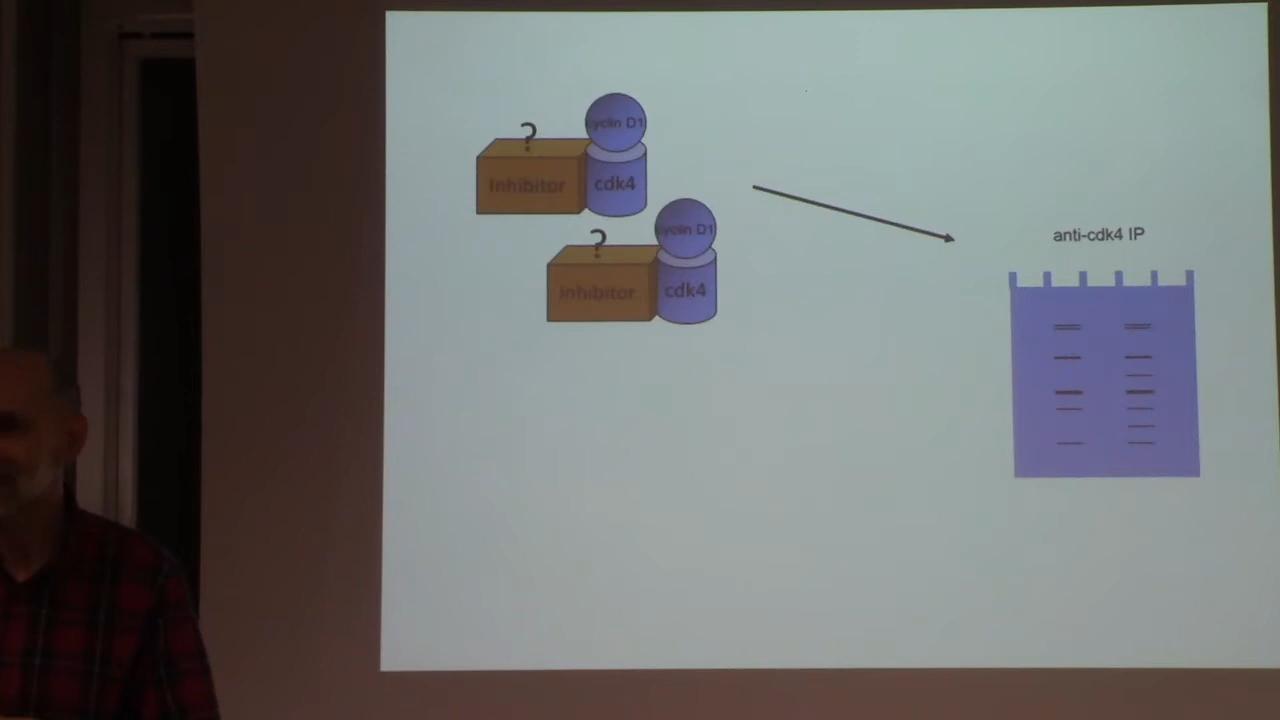 ?
Cyclin D1
Inhibitor
cdk4
?
Cyclin D1
Inhibitor
cdk4
anti-cdk4 IP